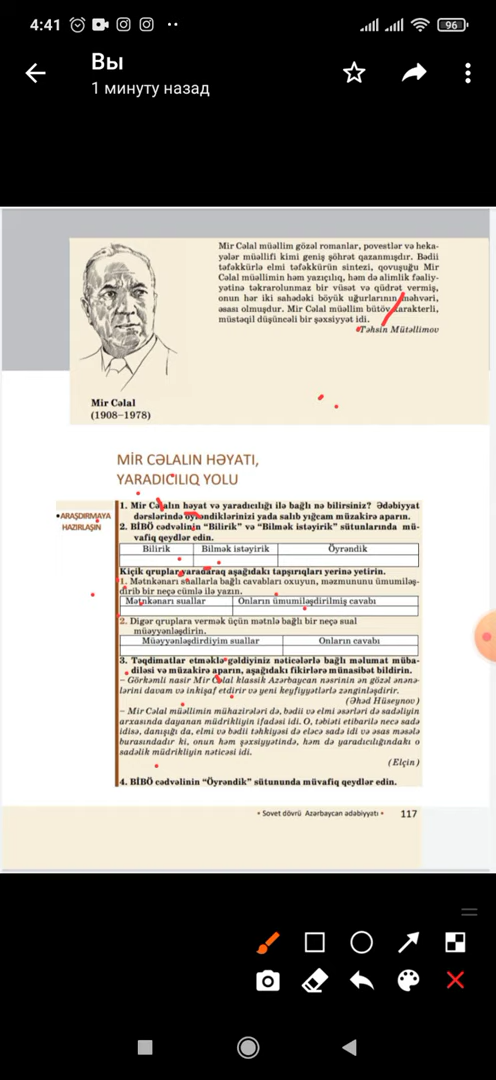 4:41
96
Вы
1 минуту назад
Mir Cəlal müəllim gözəl romanlar, povestlər və heka-
yələr müəllifi kimi geniş şöhrət qazanmışdır. Bədii
təfəkkürlə elmi təfəkkürün sintezi, qovuşuğu Mir
Cəlal müəllimin həm yazıçılıq, həm də alimlik fəaliy-
yətinə təkrarolunmaz bir vüsət və qüdrət vermiş,
onun hər iki sahədəki böyük uğurlarının məhvəri,
əsası olmuşdur. Mir Cəlal müəllim bütöv xarakterli,
müstəqil düşüncəli bir şəxsiyyət idi.
Təhsin Mütəllimov
Mir Cəlal
(1908–1978)
MİR CƏLALIN HƏYATI,
YARADICILIQ YOLU
•ARAŞDIRMAYA
HAZIRLAŞIN
1. Mir Cəlalın həyat və yaradıcılığı ilə bağlı nə bilirsiniz? Ədəbiyyat
dərslərində öyrəndiklərinizi yada salıb yığcam müzakirə aparın.
2. BİBÖ cədvəlinin “Bilirik” və “Bilmək istəyirik” sütunlarında mü-
vafiq qeydlər edin.
Bilirik Bilmək istəyirik Öyrəndik
Kiçik qruplar yaradaraq aşağıdakı tapşırıqları yerinə yetirin.
1. Mətnkənarı suallarla bağlı cavabları oxuyun, məzmununu ümumiləş-
dirib bir neçə cümlə ilə yazın.
Mətnkənarı suallar Onların ümumiləşdirilmiş cavabı
2. Digər qruplara vermək üçün mətnlə bağlı bir neçə sual
müəyyənləşdirin.
Müəyyənləşdirdiyim suallar Onların cavabı
3. Təqdimatlar etməklə gəldiyiniz nəticələrlə bağlı məlumat müba-
diləsi və müzakirə aparın, aşağıdakı fikirlərə münasibət bildirin.
– Görkəmli nasir Mir Cəlal klassik Azərbaycan nəsrinin ən gözəl ənənə-
lərini davam və inkişaf etdirir və yeni keyfiyyətlərlə zənginləşdirir.
(Əhəd Hüseynov)
– Mir Cəlal müəllimin mühazirələri də, bədii və elmi əsərləri də sadəliyin
arxasında dayanan müdrikliyin ifadəsi idi. O, təbiəti etibarilə necə sadə
idisə, danışığı da, elmi və bədii təhkiyəsi də eləcə sadə idi və əsas məsələ
burasındadır ki, onun həm şəxsiyyətində, həm də yaradıcılığındakı o
sadəlik müdrikliyin nəticəsi idi.
(Elçin)
4. BİBÖ cədvəlinin “Öyrəndik” sütununda müvafiq qeydlər edin.
• Sovet dövrü Azərbaycan ədəbiyyatı • 117